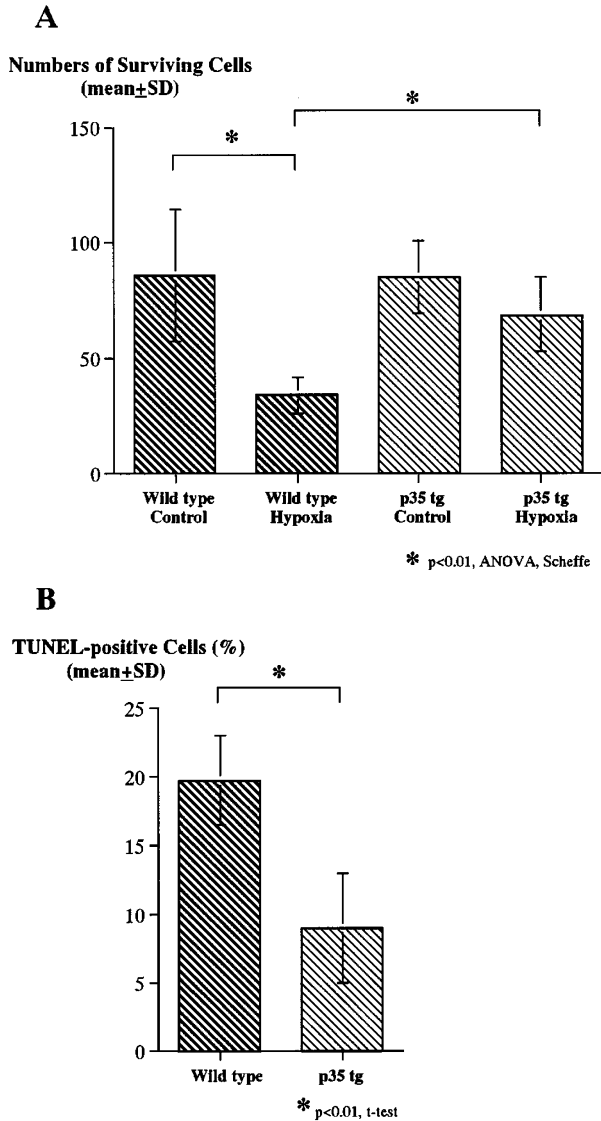 A
Numbers of Surviving Cells
(mean±SD)
*
*
150
100
50
0
Wild type Control
Wild type Hypoxia
p35 tg Control
p35 tg Hypoxia
* p<0.01, ANOVA, Scheffe
B
TUNEL-positive Cells (%)
(mean±SD)
*
25
20
15
10
5
0
Wild type
p35 tg
* p<0.01, t-test